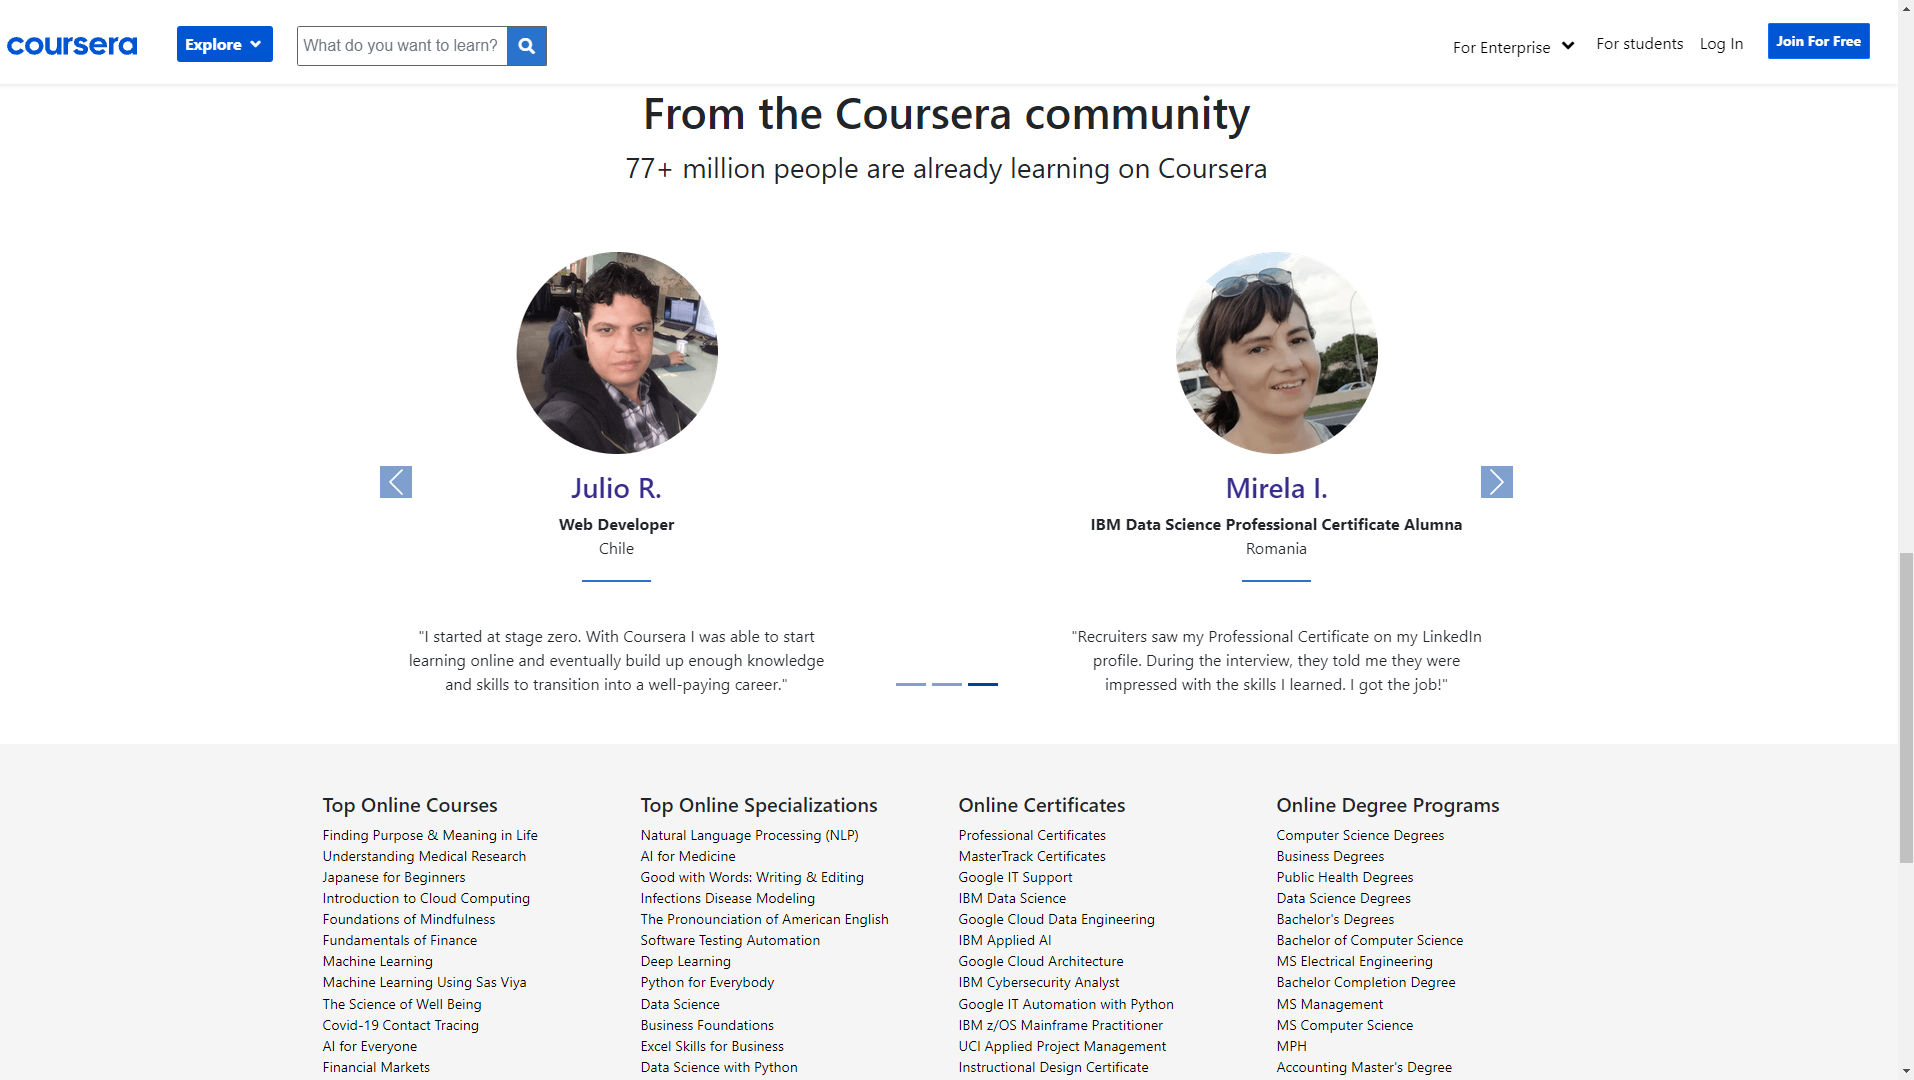 coursera
Explore
What do you want to learn?
For Enterprise
For students
Log In
Join For Free
From the Coursera community
77+ million people are already learning on Coursera
Julio R.
Web Developer
Chile
"I started at stage zero. With Coursera I was able to start
learning online and eventually build up enough knowledge
and skills to transition into a well-paying career."
Mirela I.
IBM Data Science Professional Certificate Alumna
Romania
"Recruiters saw my Professional Certificate on my LinkedIn
profile. During the interview, they told me they were
impressed with the skills I learned. I got the job!"
Top Online Courses
Finding Purpose & Meaning in Life
Understanding Medical Research
Japanese for Beginners
Introduction to Cloud Computing
Foundations of Mindfulness
Fundamentals of Finance
Machine Learning
Machine Learning Using Sas Viya
The Science of Well Being
Covid-19 Contact Tracing
AI for Everyone
Financial Markets
Top Online Specializations
Natural Language Processing (NLP)
AI for Medicine
Good with Words: Writing & Editing
Infections Disease Modeling
The Pronounciation of American English
Software Testing Automation
Deep Learning
Python for Everybody
Data Science
Business Foundations
Excel Skills for Business
Data Science with Python
Online Certificates
Professional Certificates
MasterTrack Certificates
Google IT Support
IBM Data Science
Google Cloud Data Engineering
IBM Applied AI
Google Cloud Architecture
IBM Cybersecurity Analyst
Google IT Automation with Python
IBM z/OS Mainframe Practitioner
UCI Applied Project Management
Instructional Design Certificate
Online Degree Programs
Computer Science Degrees
Business Degrees
Public Health Degrees
Data Science Degrees
Bachelor's Degrees
Bachelor of Computer Science
MS Electrical Engineering
Bachelor Completion Degree
MS Management
MS Computer Science
MPH
Accounting Master's Degree